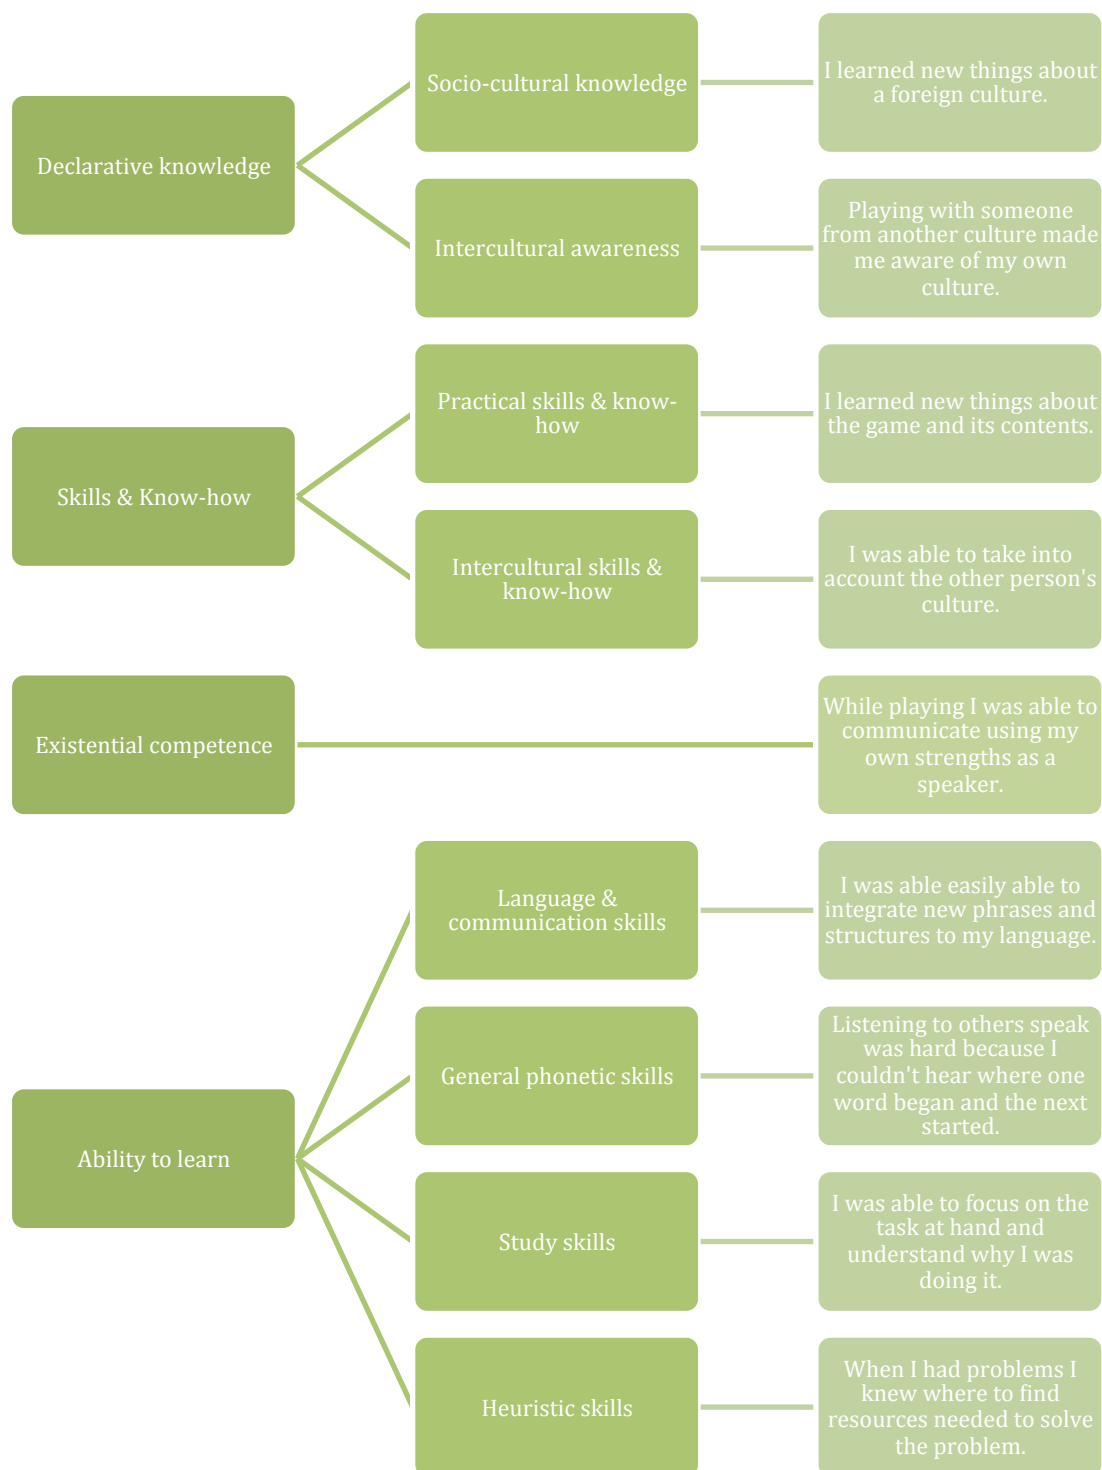 Declarative knowledge
Socio-cultural knowledge
I learned new things about
a foreign culture.
Intercultural awareness
Playing with someone
from another culture made
me aware of my own
culture.
Skills & Know-how
Practical skills & know-
how
I learned new things about
the game and its contents.
Intercultural skills &
know-how
I was able to take into
account the other person's
culture.
Existential competence
While playing I was able to
communicate using my
own strengths as a
speaker.
Ability to learn
Language &
communication skills
I was able easily able to
integrate new phrases and
structures to my language.
General phonetic skills
Listening to others speak
was hard because I
couldn't hear where one
word began and the next
started.
Study skills
I was able to focus on the
task at hand and
understand why I was
doing it.
Heuristic skills
When I had problems I
knew where to find
resources needed to solve
the problem.